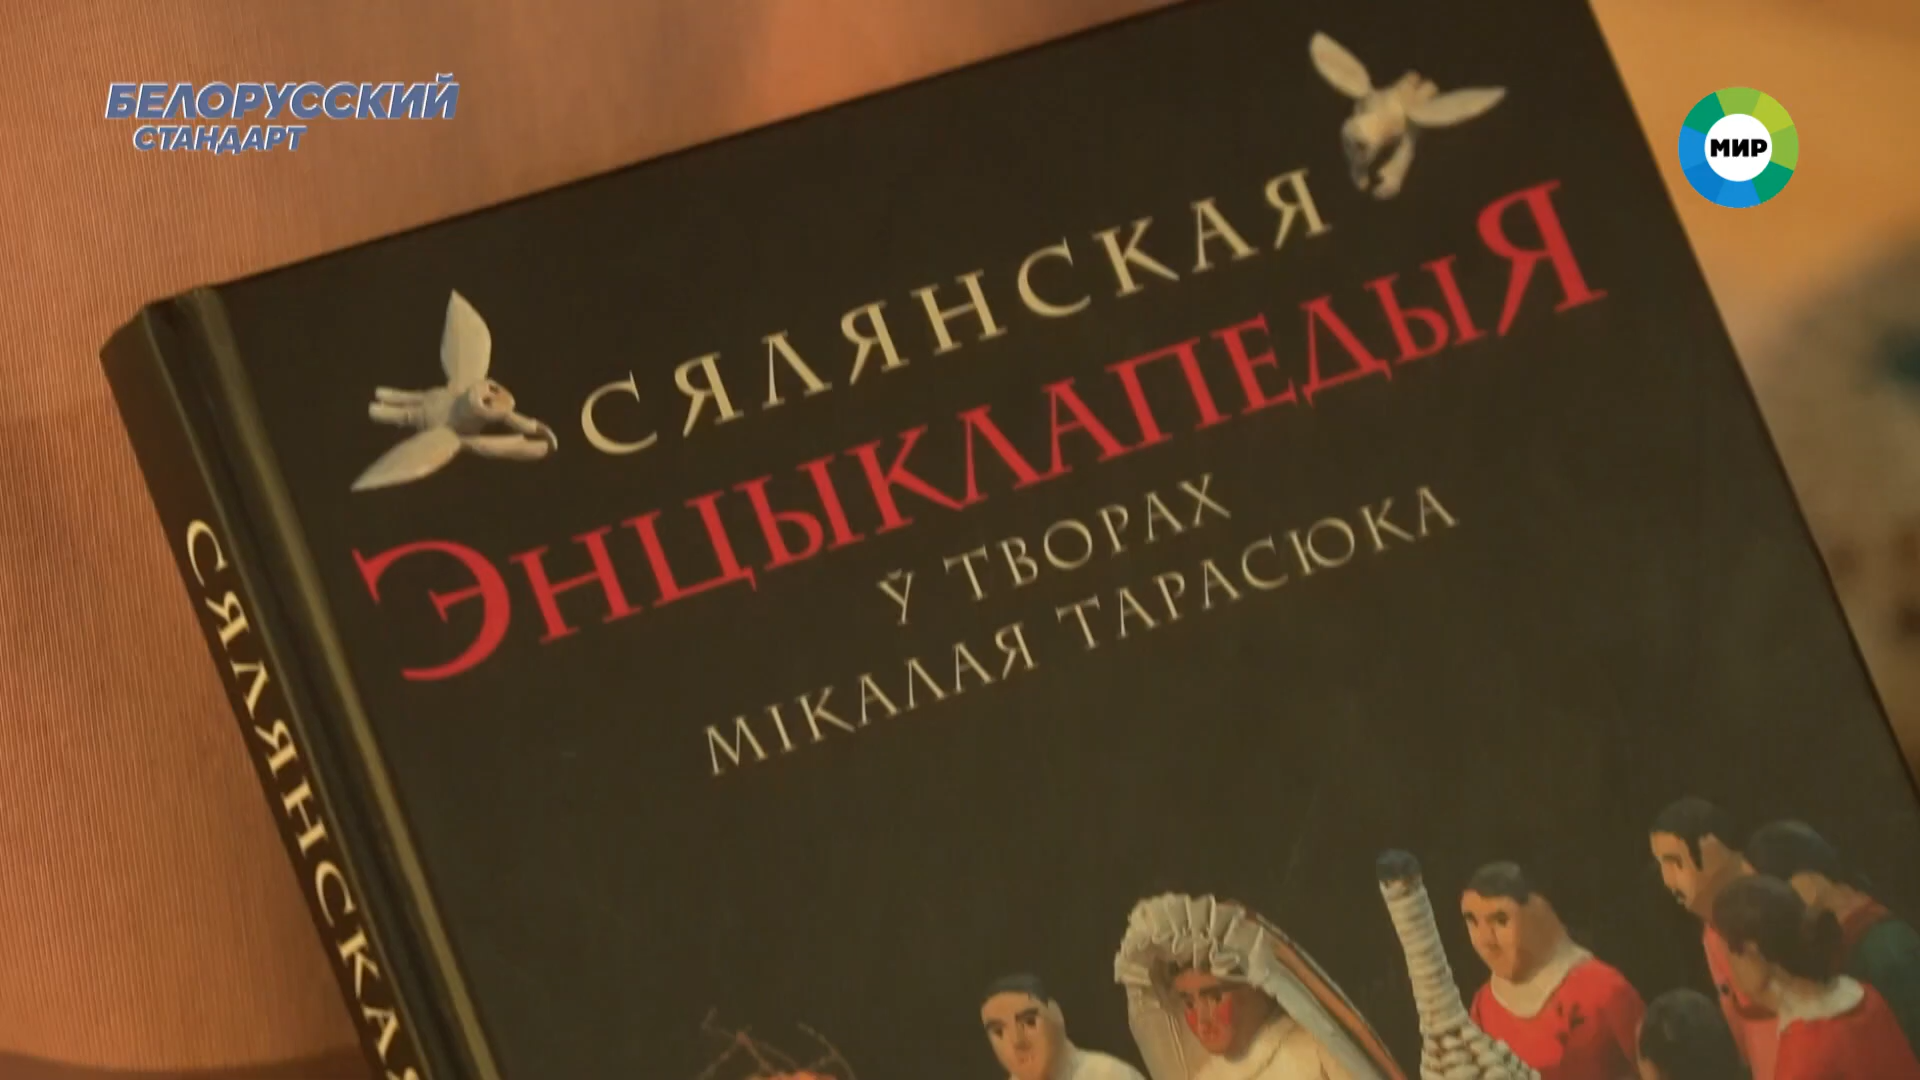 БЕЛОРУССКИЙ
СТАНДАРТ
МИР
СЯЛЯНСКАЯ
ЭНЦЫКЛАПЕДЫЯ
Ў ТВОРАХ
МІКАЛАЯ ТАРАСЮКА
СЯЛЯНСКАЯ